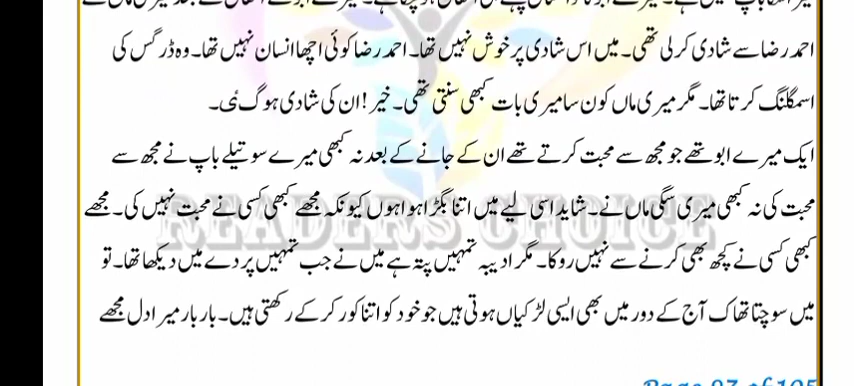 احمد رضا سے شادی کر لی تھی۔ میں اس شادی پر خوش نہیں تھا۔ احمد رضا کوئی اچھا انسان نہیں تھا۔ وہ ڈرگس کی
اسمگلنگ کرتا تھا۔ مگر میری ماں کون سا میری بات کبھی سنتی تھی۔ خیر! ان کی شادی ہوگئی۔
ایک میرے ابو تھے جو مجھ سے محبت کرتے تھے ان کے جانے کے بعد نہ کبھی میرے سوتیلے باپ نے مجھ سے
محبت کی نہ کبھی میری سگی ماں نے۔ شاید اسی لیے میں اتنا بگڑا ہوا ہوں کیونکہ مجھے کبھی کسی نے محبت نہیں کی۔ مجھے
READERS CHOICE
کبھی کسی نے کچھ بھی کرنے سے نہیں روکا۔ مگر ادیبہ تمہیں پتہ ہے میں نے جب تمہیں پردے میں دیکھا تھا۔ تو
میں سوچتا تھا ک آج کے دور میں بھی ایسی لڑکیاں ہوتی ہیں جو خود کو اتنا کور کر کے رکھتی ہیں۔ بار بار میرا دل مجھے